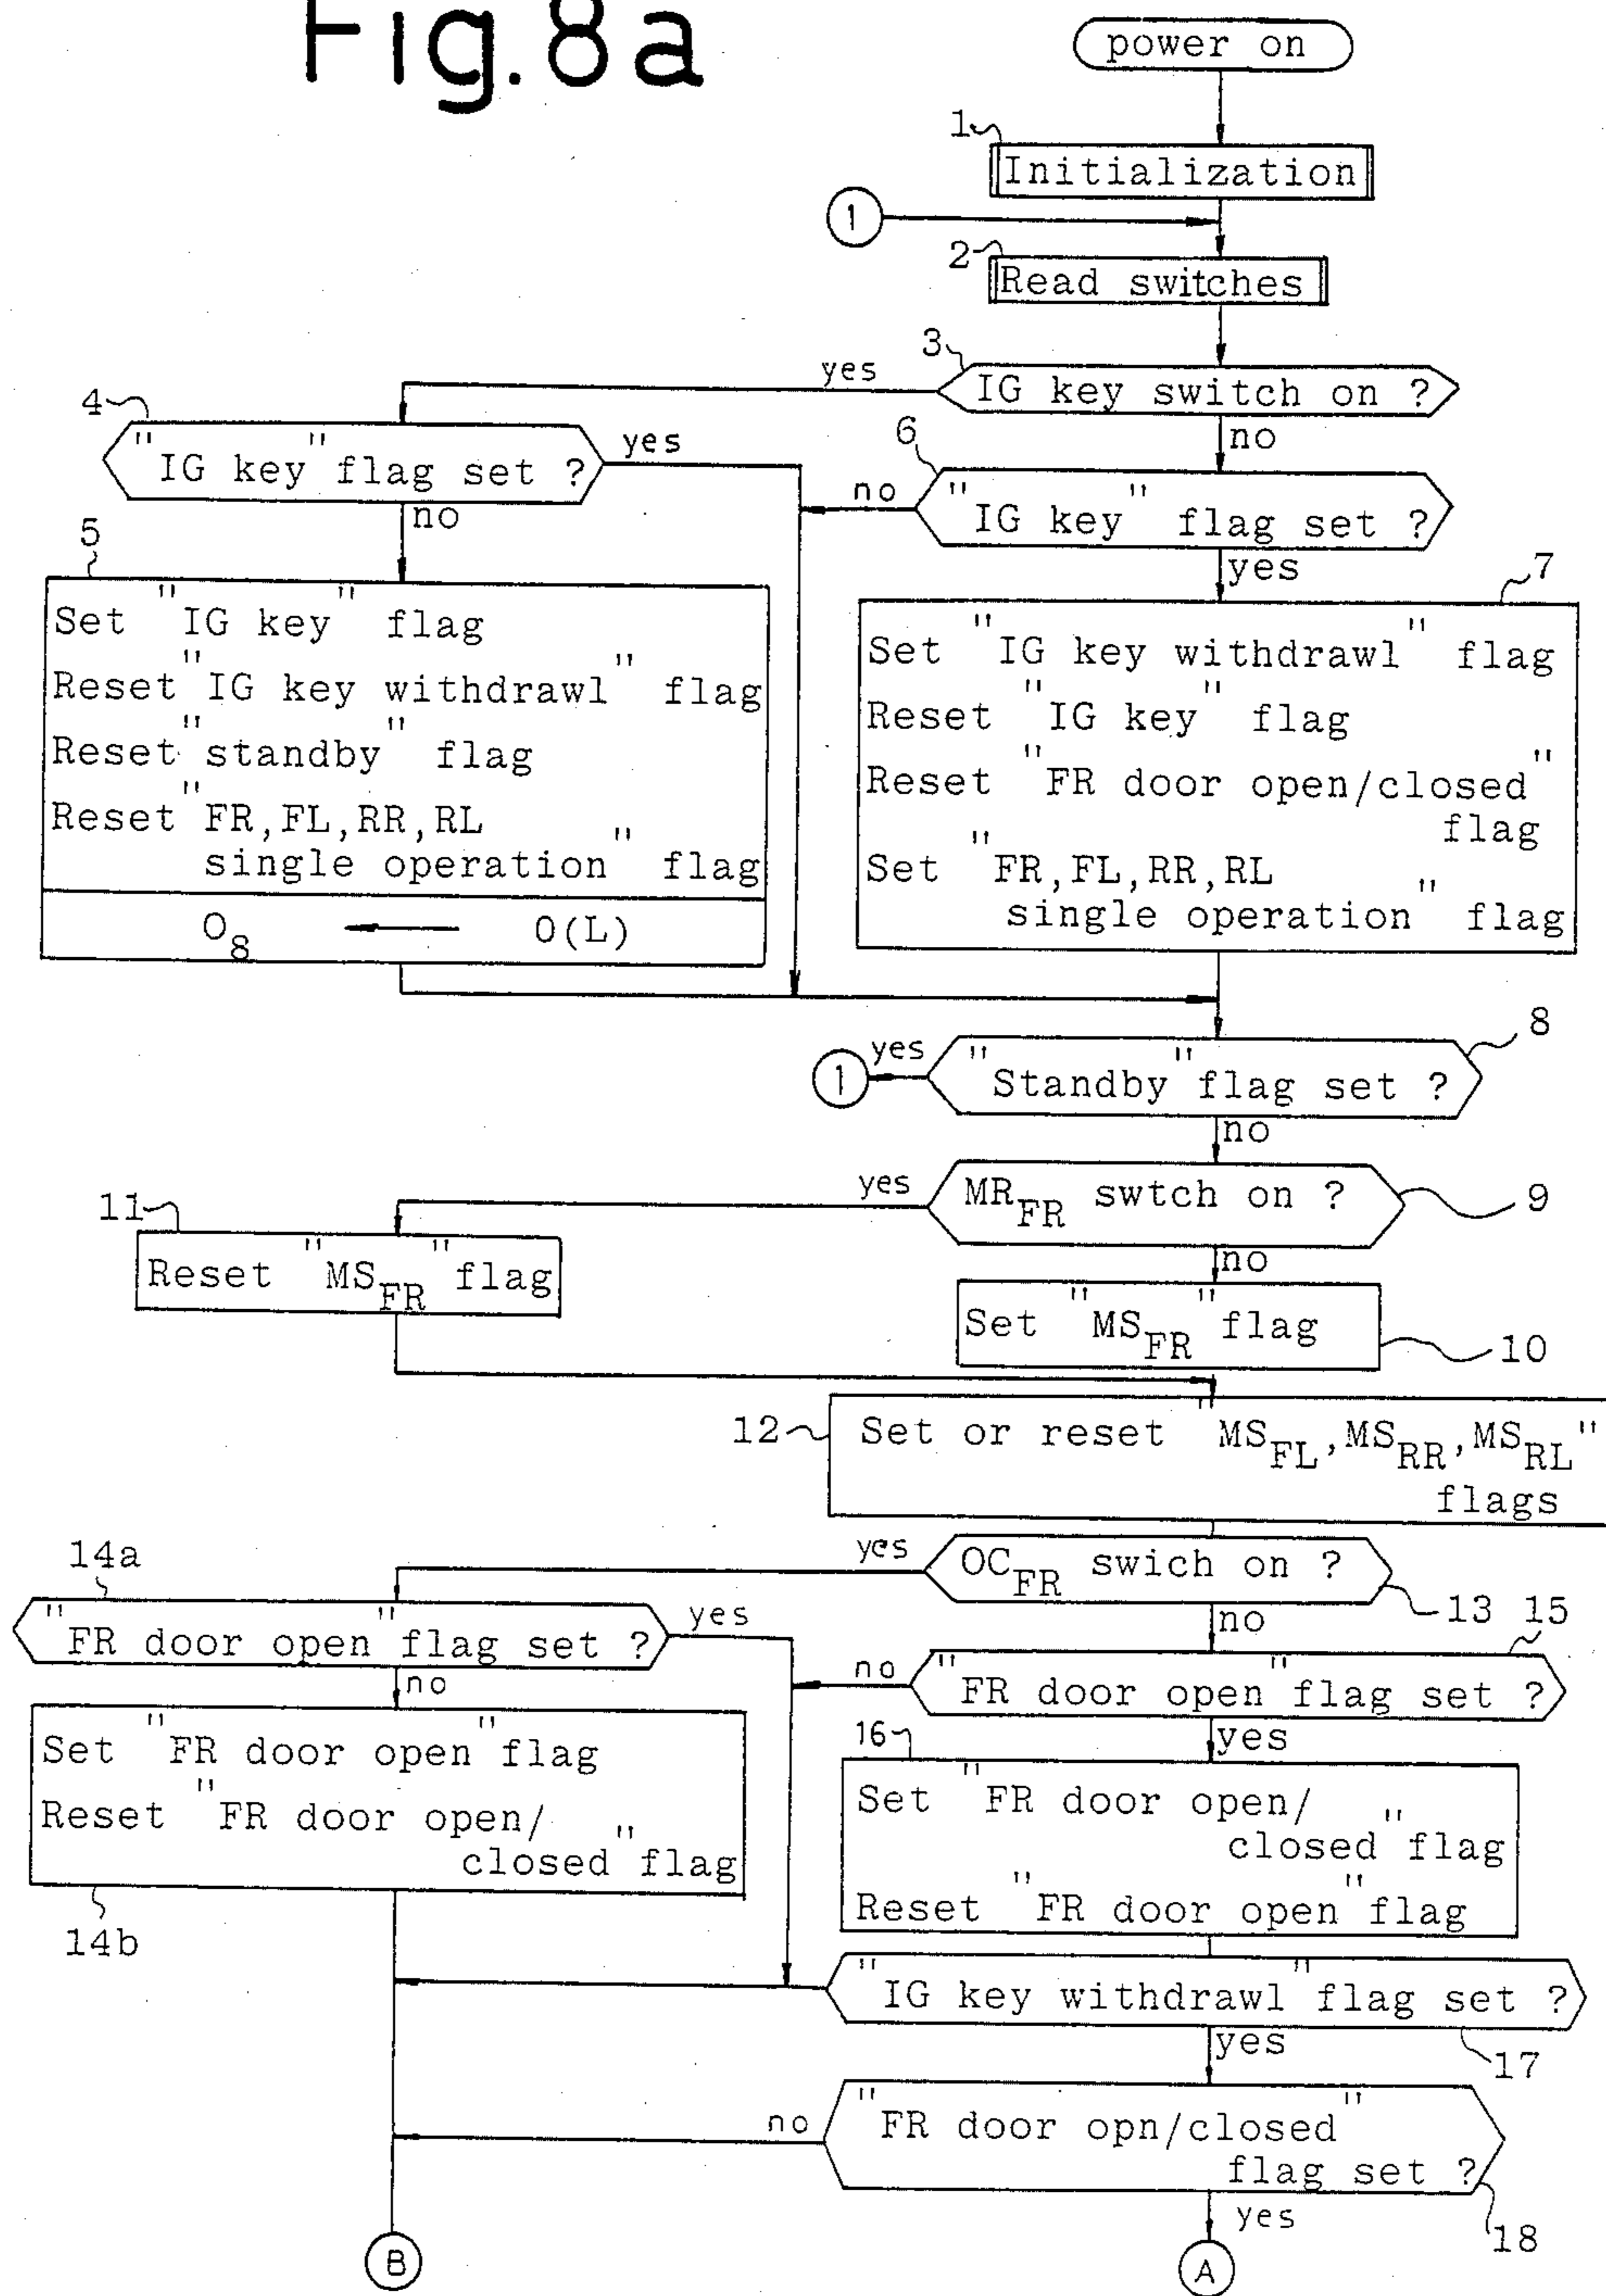 Fig.8a
power on
1
Initialization
1
2
Read switches
3
IG key switch on ?
yes
no
4
"IG key" flag set ?
yes
no
6
"IG key" flag set ?
no
yes
5
Set "IG key" flag
Reset "IG key withdrawl" flag
Reset "standby" flag
Reset "FR,FL,RR,RL
single operation" flag
O8 ← 0(L)
7
Set "IG key withdrawl" flag
Reset "IG key" flag
Reset "FR door open/closed"
flag
Set "FR,FL,RR,RL
single operation" flag
8
"Standby" flag set ?
yes
1
no
MRFR swtch on ?
9
yes
no
11
Reset "MSFR" flag
Set "MSFR" flag
10
12
Set or reset "MSFL,MSRR,MSRL"
flags
OCFR swich on ?
13
yes
no
14a
"FR door open" flag set ?
yes
no
15
"FR door open" flag set ?
no
yes
Set "FR door open" flag
Reset "FR door open/
closed" flag
14b
16
Set "FR door open/
closed" flag
Reset "FR door open" flag
"IG key withdrawl" flag set ?
17
yes
"FR door opn/closed"
flag set ?
18
no
yes
B
A